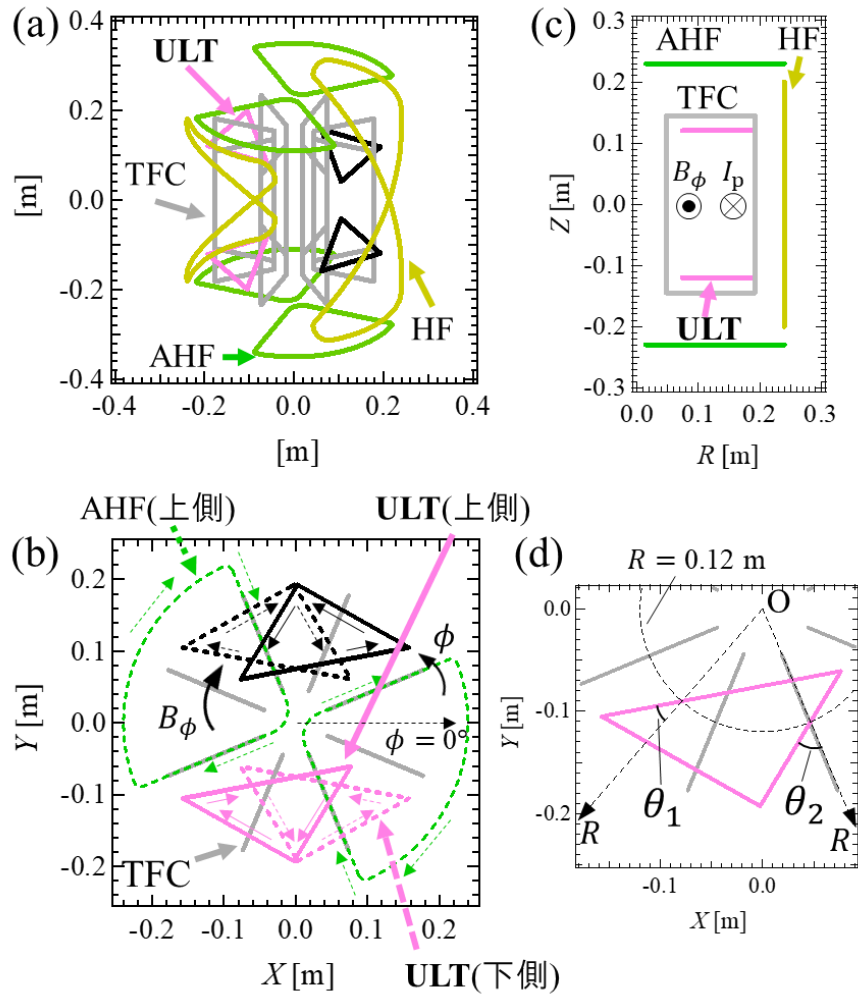 (a)
ULT
TFC
HF
AHF
0.4
0.2
0.0
-0.2
-0.4
[m]
-0.4
-0.2
0.0
0.2
0.4
[m]
(c)
AHF
HF
TFC
Bϕ
Ip
ULT
0.3
0.2
0.1
0.0
-0.1
-0.2
-0.3
Z [m]
0.0
0.1
0.2
0.3
R [m]
AHF(上側)
ULT(上側)
(b)
0.2
0.1
0.0
-0.1
-0.2
Y [m]
Bϕ
ϕ
ϕ = 0°
TFC
-0.2
-0.1
0.0
0.1
0.2
X [m]
ULT(下側)
(d)
R = 0.12 m
O
0.0
-0.1
-0.2
Y [m]
θ1
θ2
R
R
-0.1
0.0
X [m]